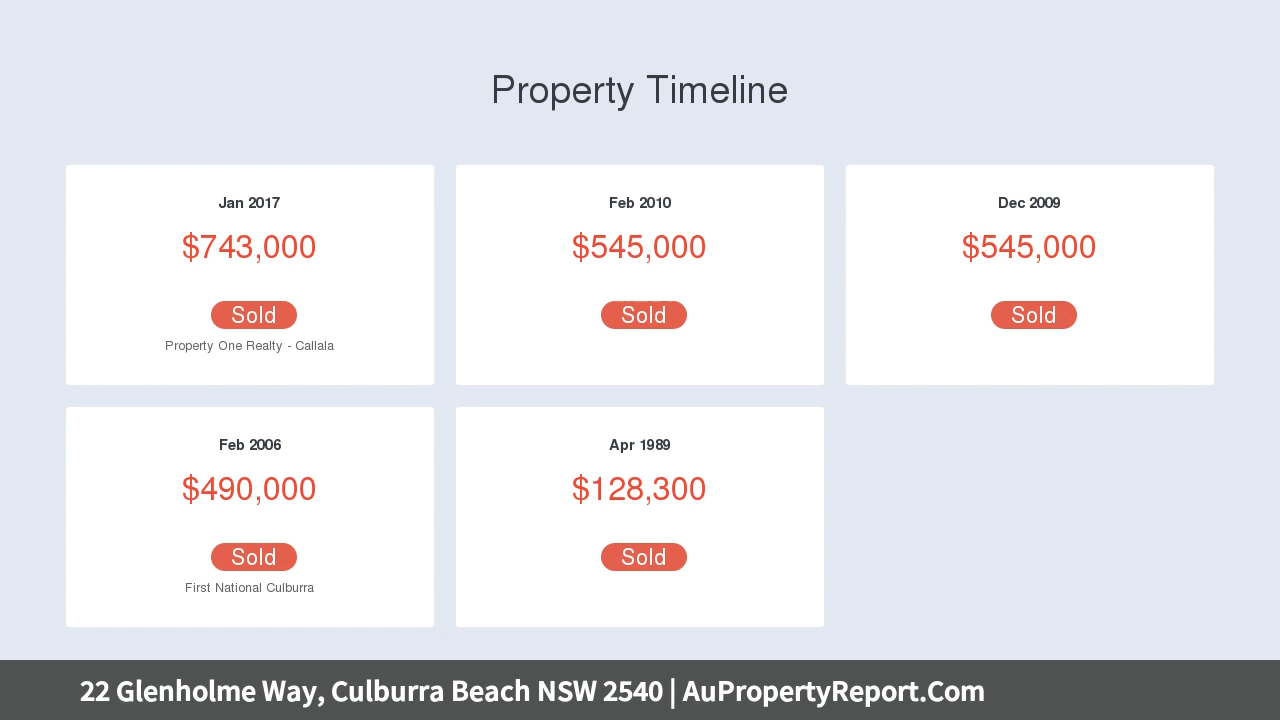 Property Timeline
Jan 2017
$743,000
Sold
Property One Realty - Callala
Feb 2010
$545,000
Sold
Dec 2009
$545,000
Sold
Feb 2006
$490,000
Sold
First National Culburra
Apr 1989
$128,300
Sold
22 Glenholme Way, Culburra Beach NSW 2540 | AuPropertyReport.Com